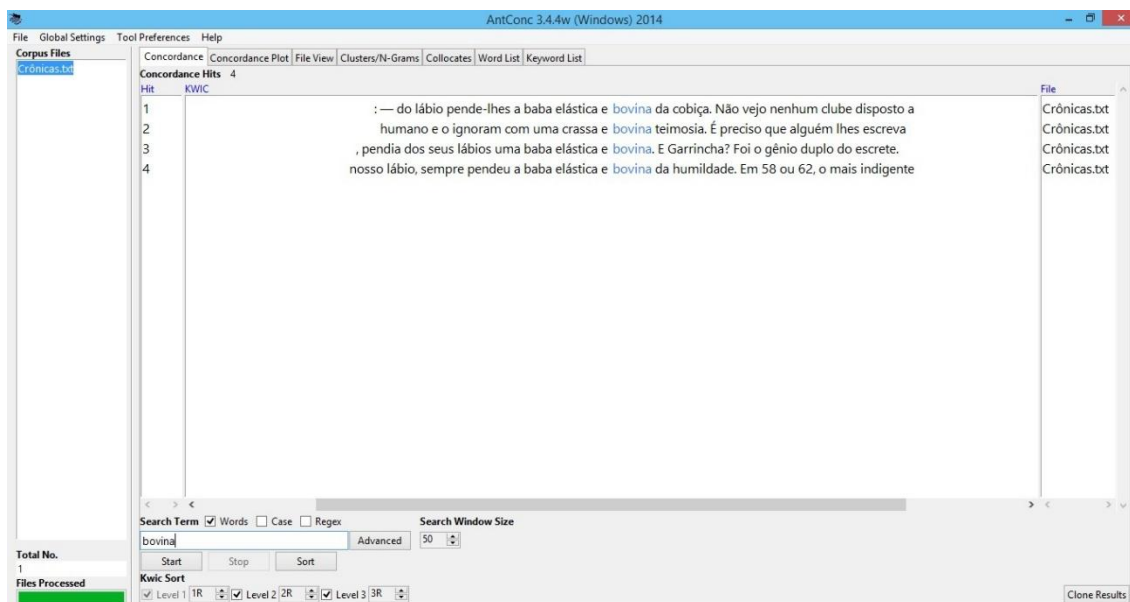 AntConc 3.4.4w (Windows) 2014
File Global Settings Tool Preferences Help
Corpus Files
Crônicas.txt
Concordance Concordance Plot File View Clusters/N-Grams Collocates Word List Keyword List
Concordance Hits 4
Hit KWIC File
1 : — do lábio pende-lhes a baba elástica e bovina da cobiça. Não vejo nenhum clube disposto a Crônicas.txt
2 humano e o ignoram com uma crassa e bovina teimosia. É preciso que alguém lhes escreva Crônicas.txt
3 , pendia dos seus lábios uma baba elástica e bovina. E Garrincha? Foi o gênio duplo do escrete. Crônicas.txt
4 nosso lábio, sempre pendeu a baba elástica e bovina da humildade. Em 58 ou 62, o mais indigente Crônicas.txt
Search Term Words Case Regex Search Window Size
bovina Advanced 50
Start Stop Sort
Total No.
1
Files Processed
Kwic Sort
Level 1 1R Level 2 2R Level 3 3R Clone Results